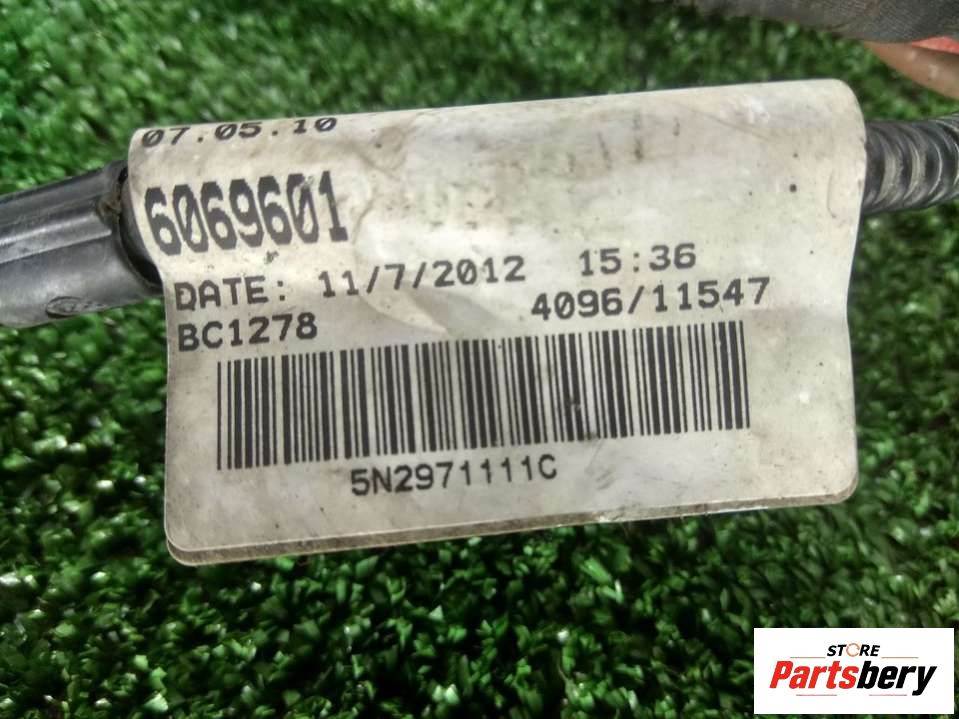 07.05.10
6069601
DATE: 11/7/2012 15:36
BC1278 4096/11547
5N2971111C
STORE
Partsbery